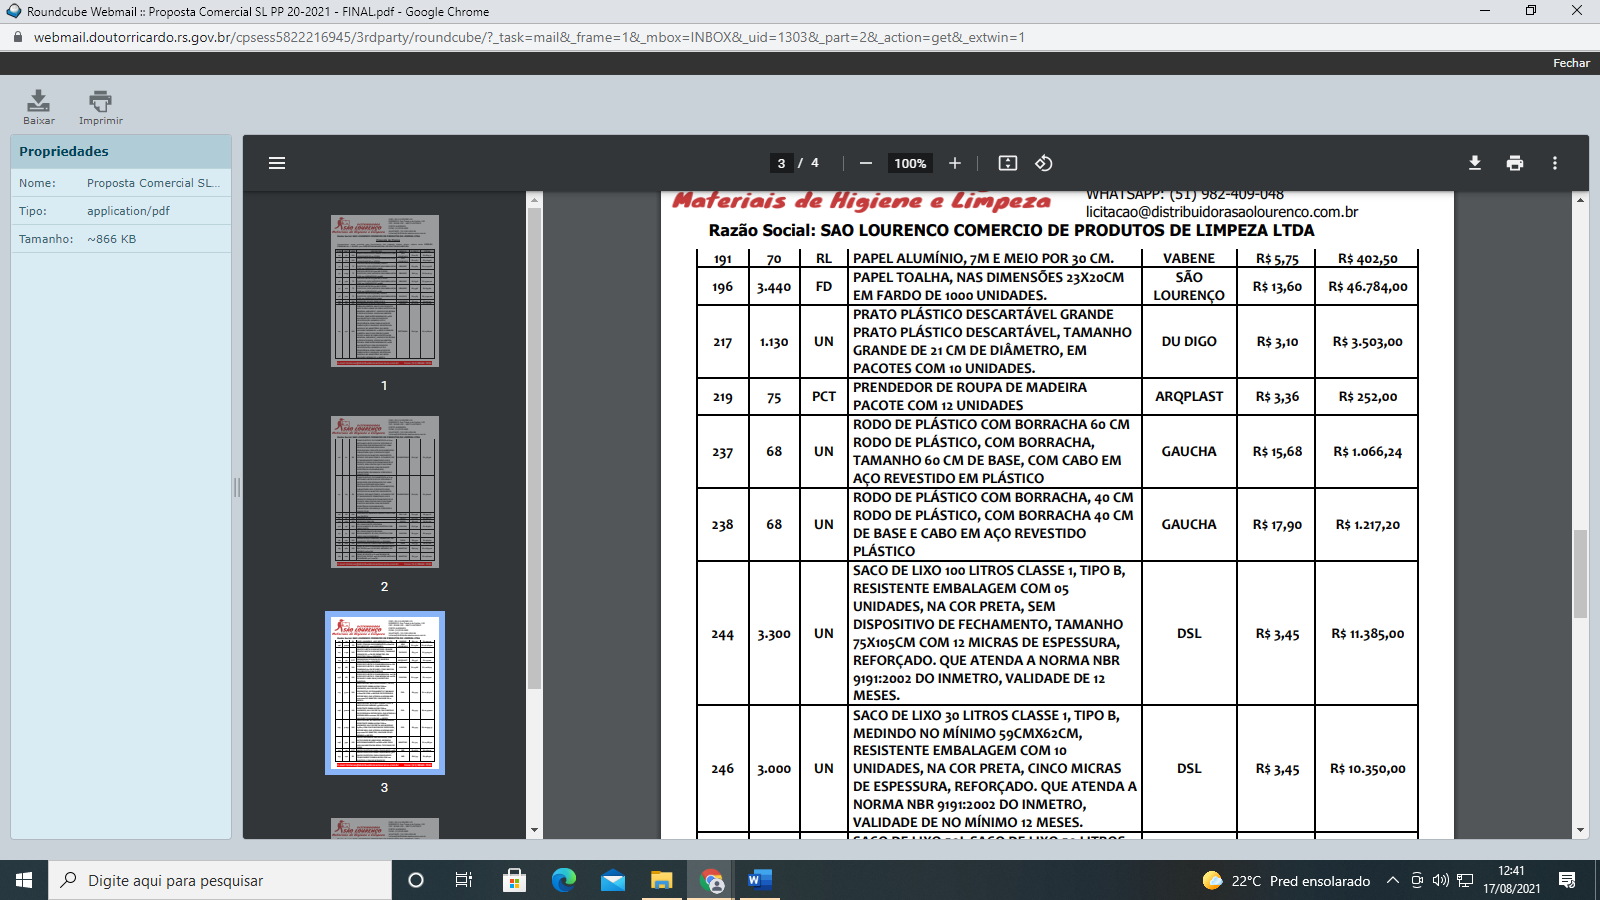 Roundcube Webmail :: Proposta Comercial SL PP 20-2021 - FINAL.pdf - Google Chrome
webmail.doutorricardo.rs.gov.br/cpsess5822216945/3rdparty/roundcube/?_task=mail&_frame=1&_mbox=INBOX&_uid=1303&_part=2&_action=get&_extwin=1
Fechar
Baixar Imprimir
Propriedades
Nome: Proposta Comercial SL...
Tipo: application/pdf
Tamanho: ~866 KB
3 / 4 100%
1
2
3
Materiais de Higiene e Limpeza
WHATSAPP: (51) 982-409-048
licitacao@distribuidorasaolourenco.com.br
Razão Social: SAO LOURENCO COMERCIO DE PRODUTOS DE LIMPEZA LTDA
191 70 RL PAPEL ALUMÍNIO, 7M E MEIO POR 30 CM. VABENE R$ 5,75 R$ 402,50
196 3.440 FD PAPEL TOALHA, NAS DIMENSÕES 23X20CM
EM FARDO DE 1000 UNIDADES. SÃO
LOURENÇO R$ 13,60 R$ 46.784,00
217 1.130 UN PRATO PLÁSTICO DESCARTÁVEL GRANDE
PRATO PLÁSTICO DESCARTÁVEL, TAMANHO
GRANDE DE 21 CM DE DIÂMETRO, EM
PACOTES COM 10 UNIDADES. DU DIGO R$ 3,10 R$ 3.503,00
219 75 PCT PRENDEDOR DE ROUPA DE MADEIRA
PACOTE COM 12 UNIDADES ARQPLAST R$ 3,36 R$ 252,00
237 68 UN RODO DE PLÁSTICO COM BORRACHA 60 CM
RODO DE PLÁSTICO, COM BORRACHA,
TAMANHO 60 CM DE BASE, COM CABO EM
AÇO REVESTIDO EM PLÁSTICO GAUCHA R$ 15,68 R$ 1.066,24
238 68 UN RODO DE PLÁSTICO COM BORRACHA, 40 CM
RODO DE PLÁSTICO, COM BORRACHA 40 CM
DE BASE E CABO EM AÇO REVESTIDO
PLÁSTICO GAUCHA R$ 17,90 R$ 1.217,20
244 3.300 UN SACO DE LIXO 100 LITROS CLASSE 1, TIPO B,
RESISTENTE EMBALAGEM COM 05
UNIDADES, NA COR PRETA, SEM
DISPOSITIVO DE FECHAMENTO, TAMANHO
75X105CM COM 12 MICRAS DE ESPESSURA,
REFORÇADO. QUE ATENDA A NORMA NBR
9191:2002 DO INMETRO, VALIDADE DE 12
MESES. DSL R$ 3,45 R$ 11.385,00
246 3.000 UN SACO DE LIXO 30 LITROS CLASSE 1, TIPO B,
MEDINDO NO MÍNIMO 59CMX62CM,
RESISTENTE EMBALAGEM COM 10
UNIDADES, NA COR PRETA, CINCO MICRAS
DE ESPESSURA, REFORÇADO. QUE ATENDA A
NORMA NBR 9191:2002 DO INMETRO,
VALIDADE DE NO MÍNIMO 12 MESES. DSL R$ 3,45 R$ 10.350,00
Digite aqui para pesquisar
22°C Pred ensolarado
12:41
17/08/2021